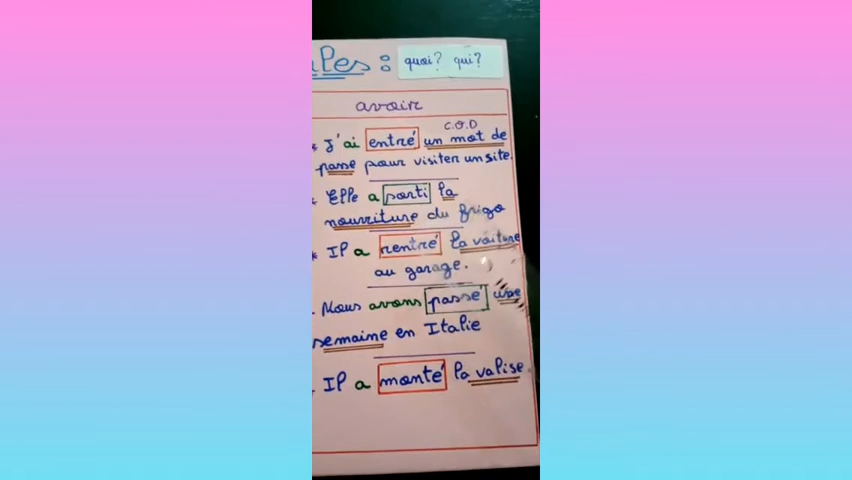 les : quoi? qui?
avoir
C.O.D
* J'ai entré un mot de
passe pour visiter un site.
. Elle a sorti la
nourriture du frigo
* Il a rentré la voiture
au garage.
. Nous avons passé une
semaine en Italie
. Il a monté la valise.